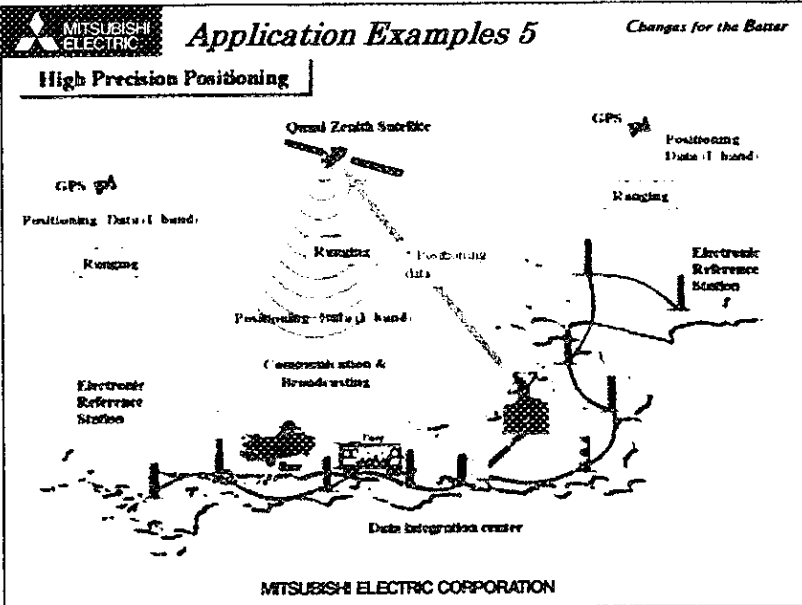 MITSUBISHI
ELECTRIC
Application Examples 5
Changes for the Better
High Precision Positioning
Quasi Zenith Satellite
GPS
Positioning
Data (L band)
Ranging
GPS
Positioning Data (L band)
Ranging
Ranging
Positioning
data
Positioning Data (L band)
Communication &
Broadcasting
Electronic
Reference
Station
Electronic
Reference
Station
Data Integration center
MITSUBISHI ELECTRIC CORPORATION